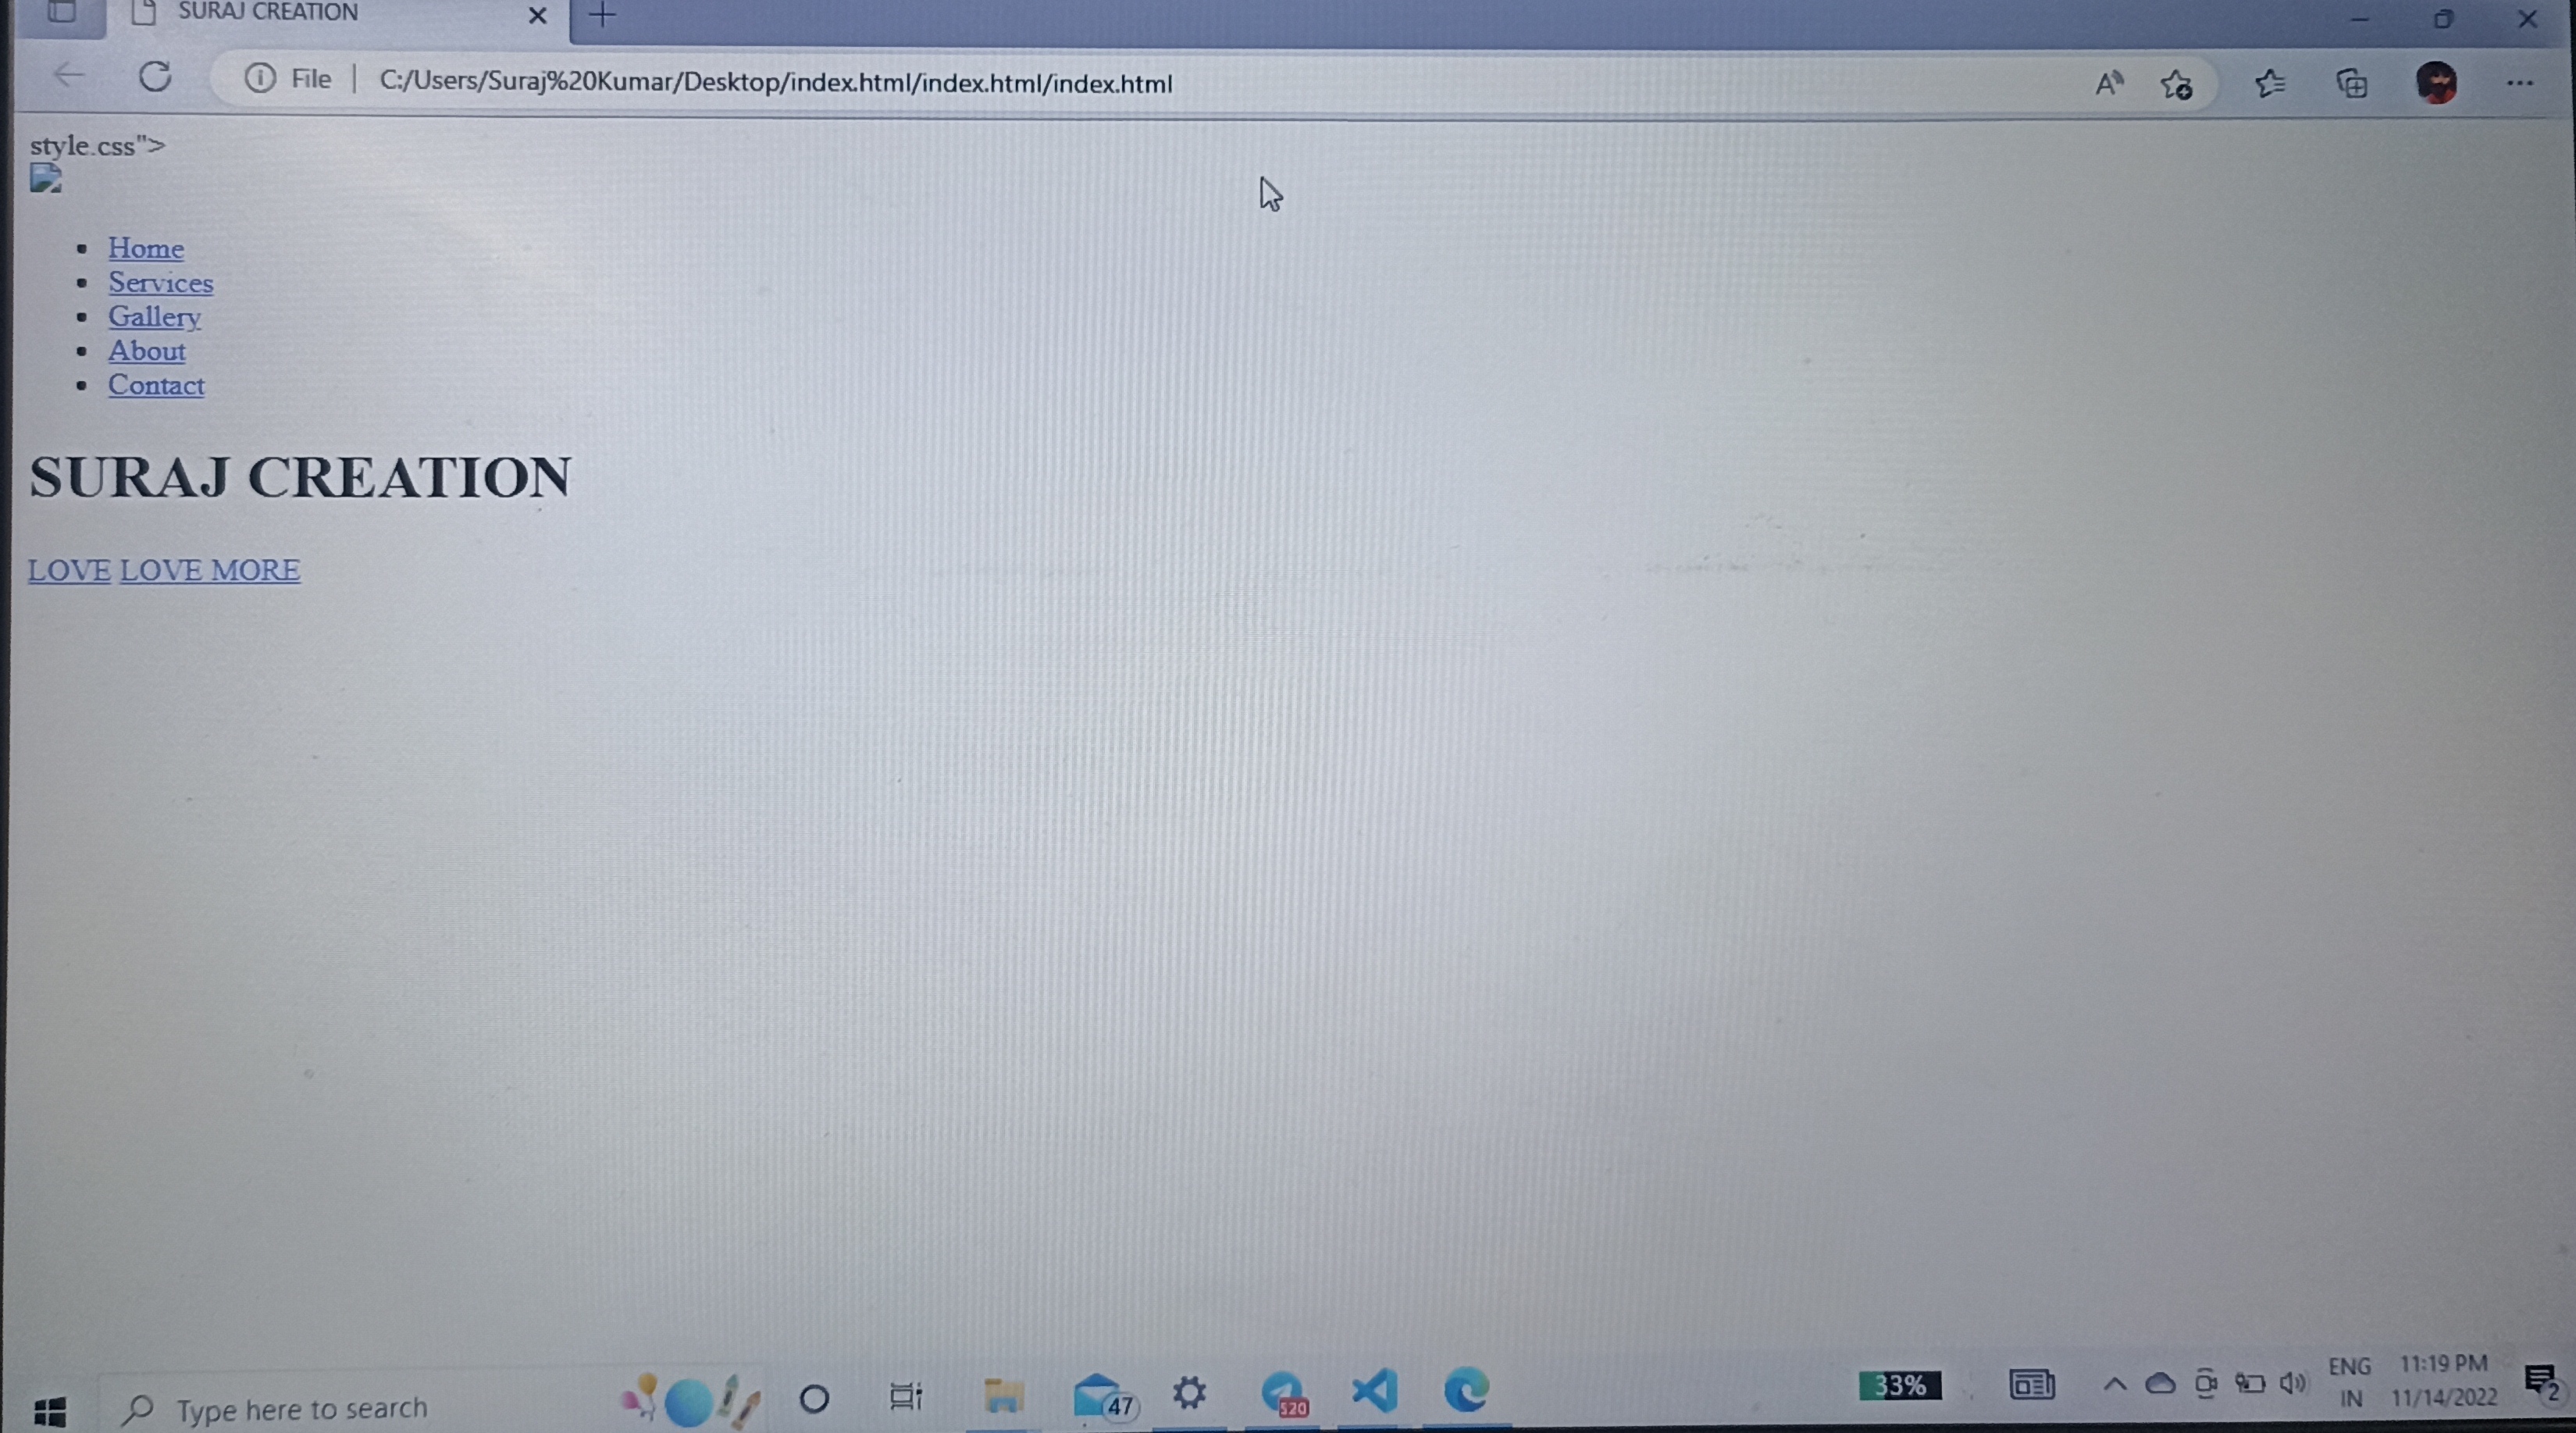 SURAJ CREATION
File
C:/Users/Suraj%20Kumar/Desktop/index.html/index.html/index.html
style.css">
Home
Services
Gallery
About
Contact
SURAJ CREATION
LOVE LOVE MORE
Type here to search
47
520
33%
ENG
IN
11:19 PM
11/14/2022
2